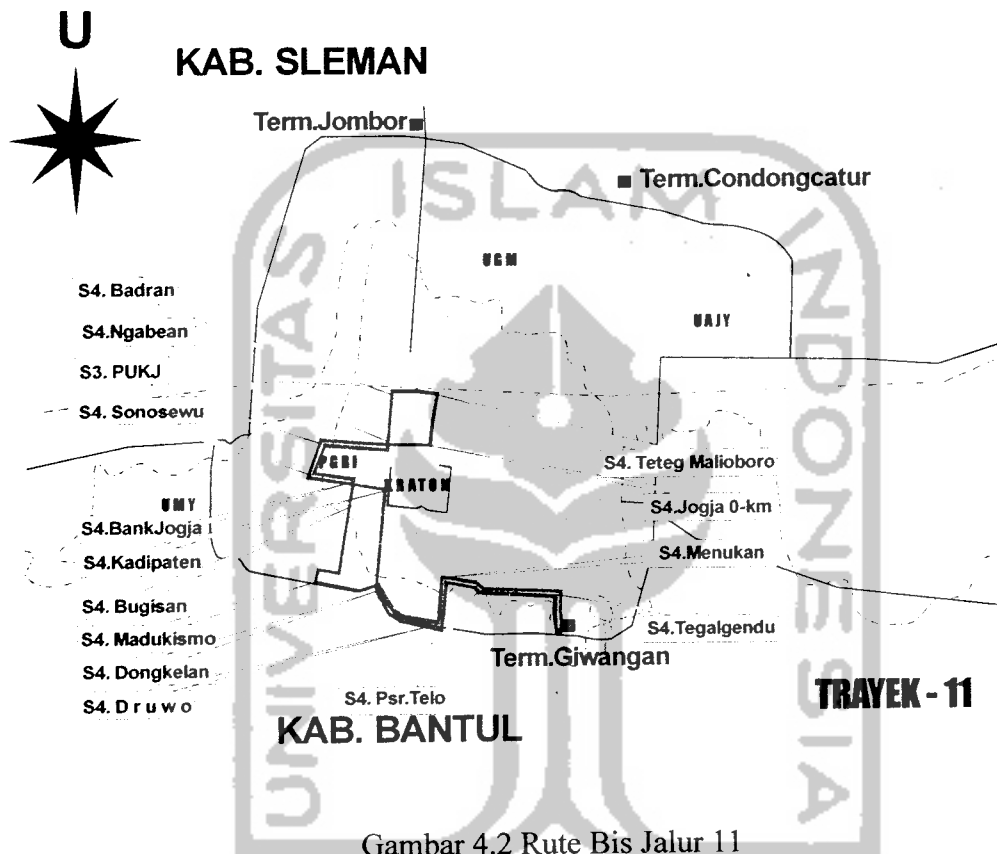 U
KAB. SLEMAN
Term.Jombor
Term.Condongcatur
UGM
UAJY
S4. Badran
S4.Ngabean
S3. PUKJ
S4. Sonosewu
PGRI
KRATON
UMY
S4. Teteg Malioboro
S4.Jogja 0-km
S4.Menukan
S4.Tegalgendu
S4.BankJogja
S4.Kadipaten
S4. Bugisan
S4. Madukismo
S4. Dongkelan
S4. Druwo
Term.Giwangan
S4. Psr.Telo
KAB. BANTUL
TRAYEK - 11
UNIVERSITAS
ISLAM
INDONESIA
Gambar 4.2 Rute Bis Jalur 11